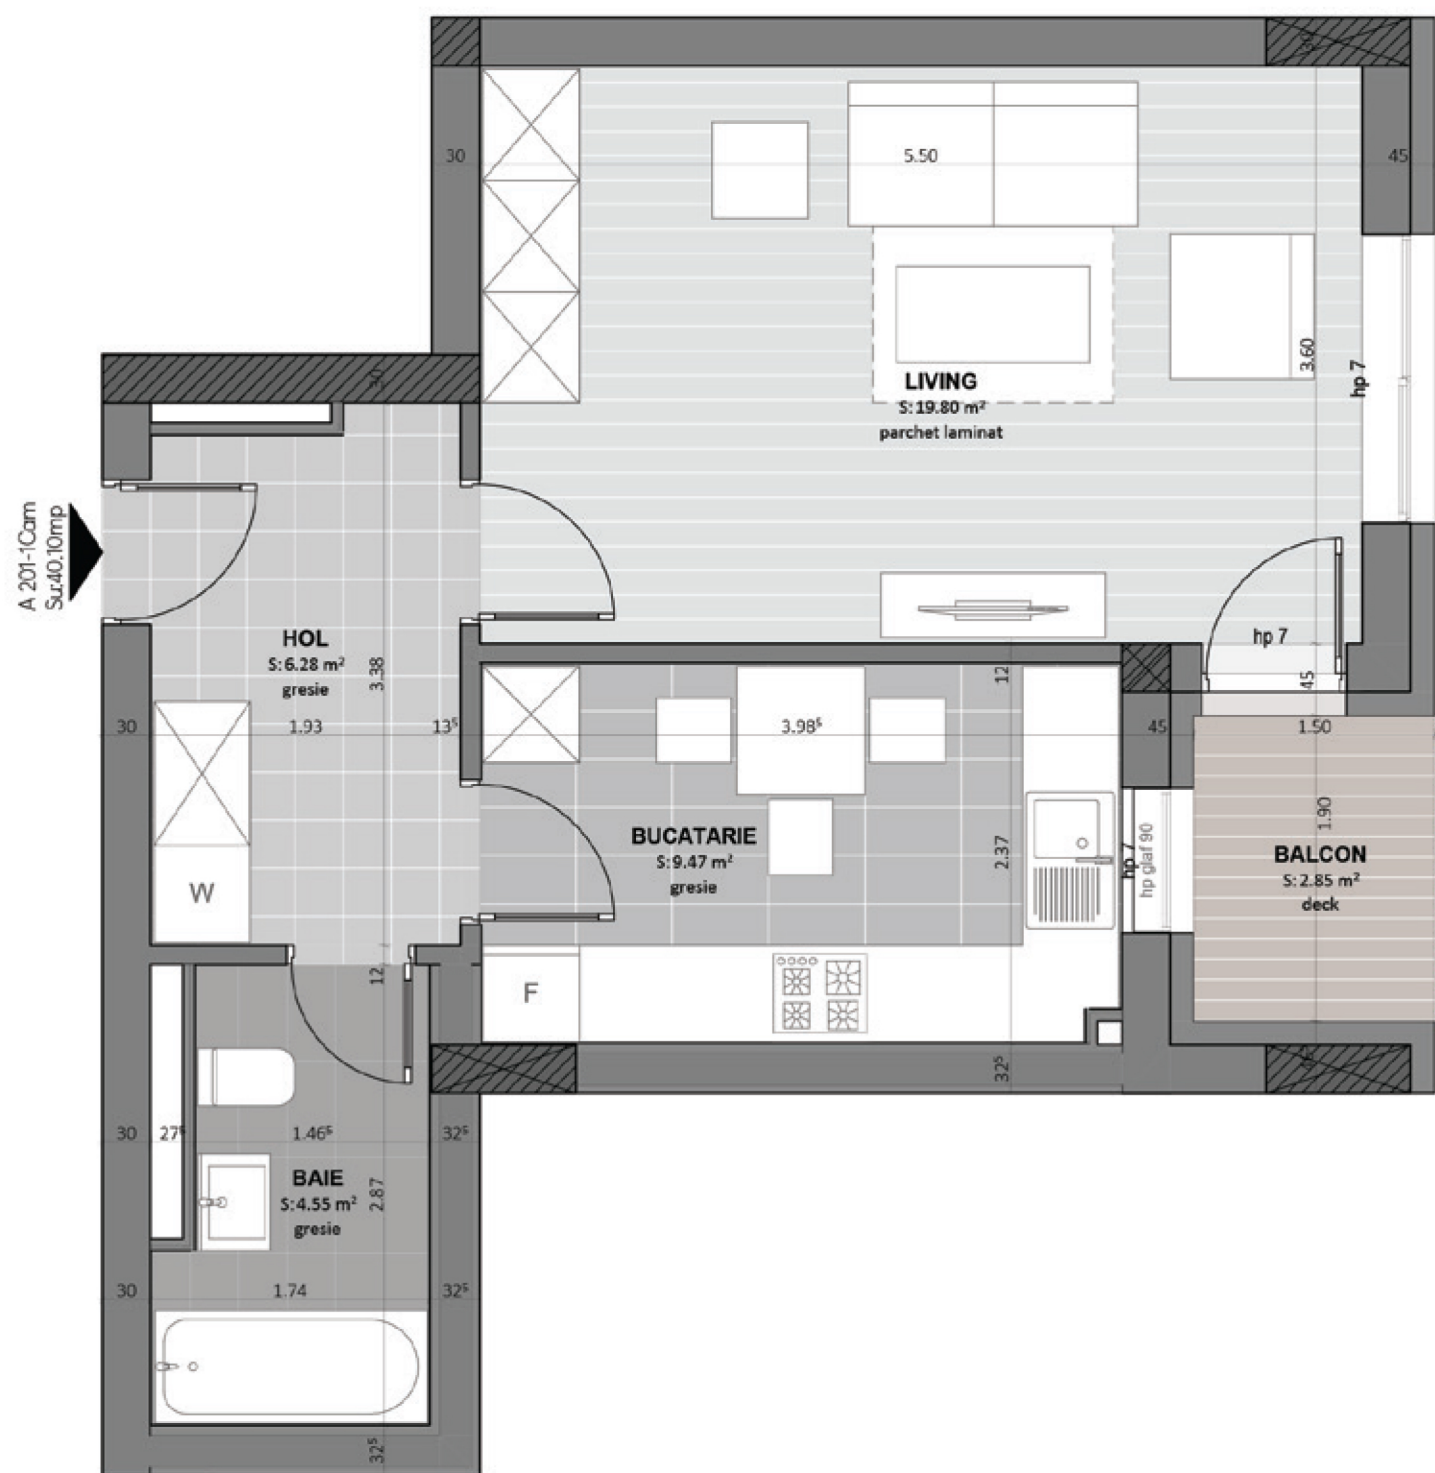 30
30
5.50
45
3.60
hp 7
LIVING
S: 19.80 m²
parchet laminat
30
A 201-1Cam
Su:40.10mp
HOL
S: 6.28 m²
gresie
3.38
30
1.93
13⁵
12
3.98⁵
45
hp 7
45
1.50
BUCATARIE
S: 9.47 m²
gresie
2.37
hp 7
hp glaf 90
1.90
BALCON
S: 2.85 m²
deck
W
F
12
32⁵
30
27⁵
1.46⁵
32⁵
BAIE
S: 4.55 m²
gresie
2.87
30
1.74
32⁵
32⁵